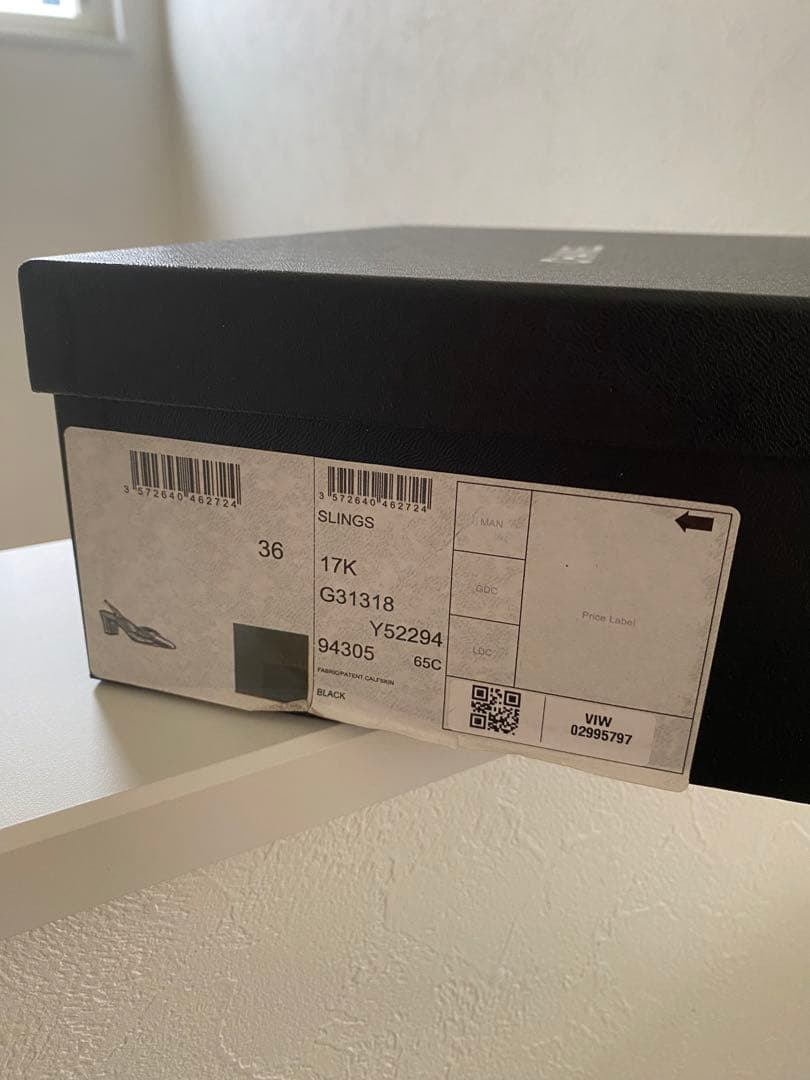 3 572640 462724
36
3 572640 462724
SLINGS
17K
G31318
Y52294
94305
65C
FABRIC/PATENT CALFSKIN
BLACK
MAN
GDC
LDC
Price Label
VIW
02995797